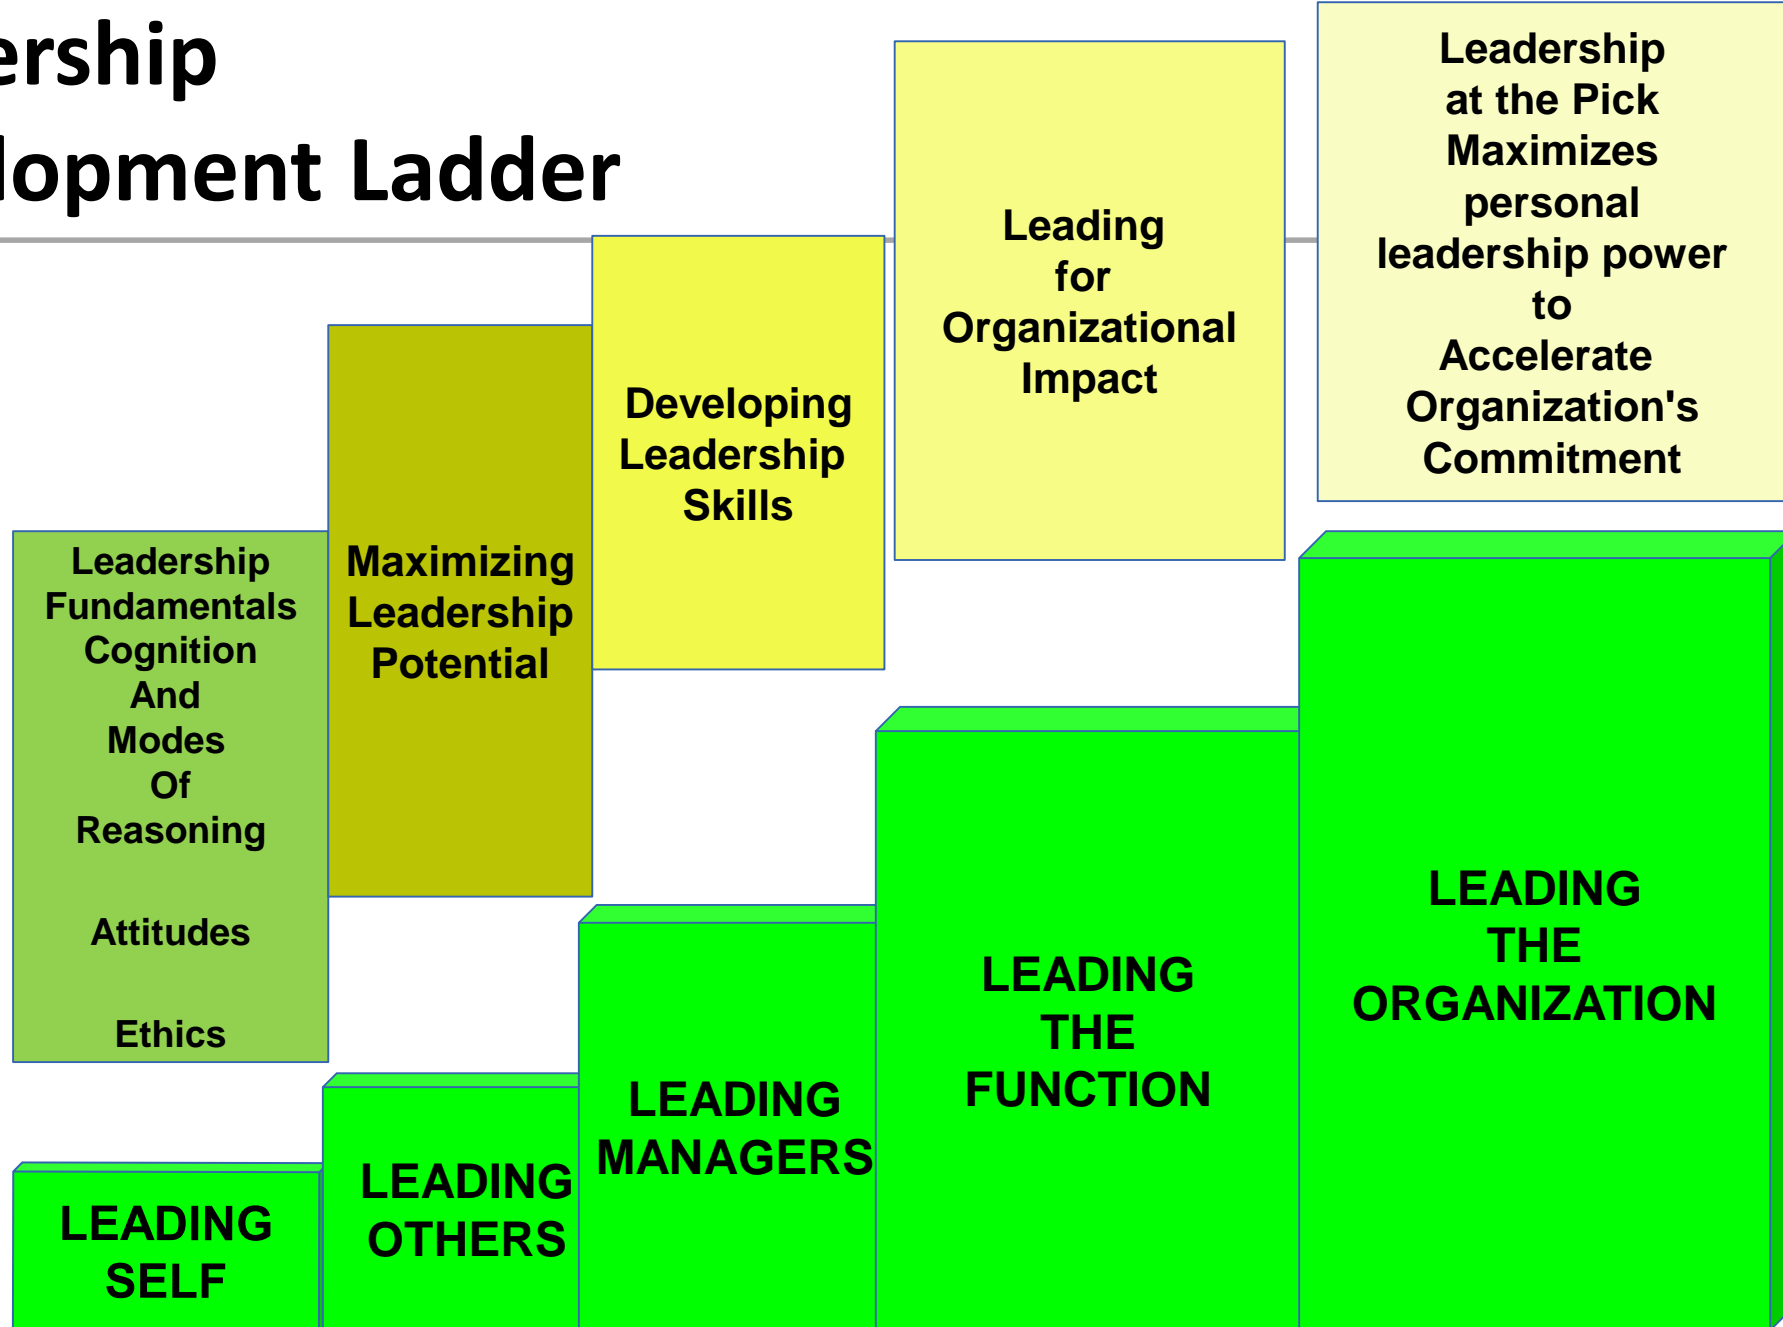 ership
lopment Ladder
Leadership
Fundamentals
Cognition
And
Modes
Of
Reasoning
Attitudes
Ethics
Maximizing
Leadership
Potential
Developing
Leadership
Skills
Leading
for
Organizational
Impact
Leadership
at the Pick
Maximizes
personal
leadership power
to
Accelerate
Organization's
Commitment
LEADING
SELF
LEADING
OTHERS
LEADING
MANAGERS
LEADING
THE
FUNCTION
LEADING
THE
ORGANIZATION